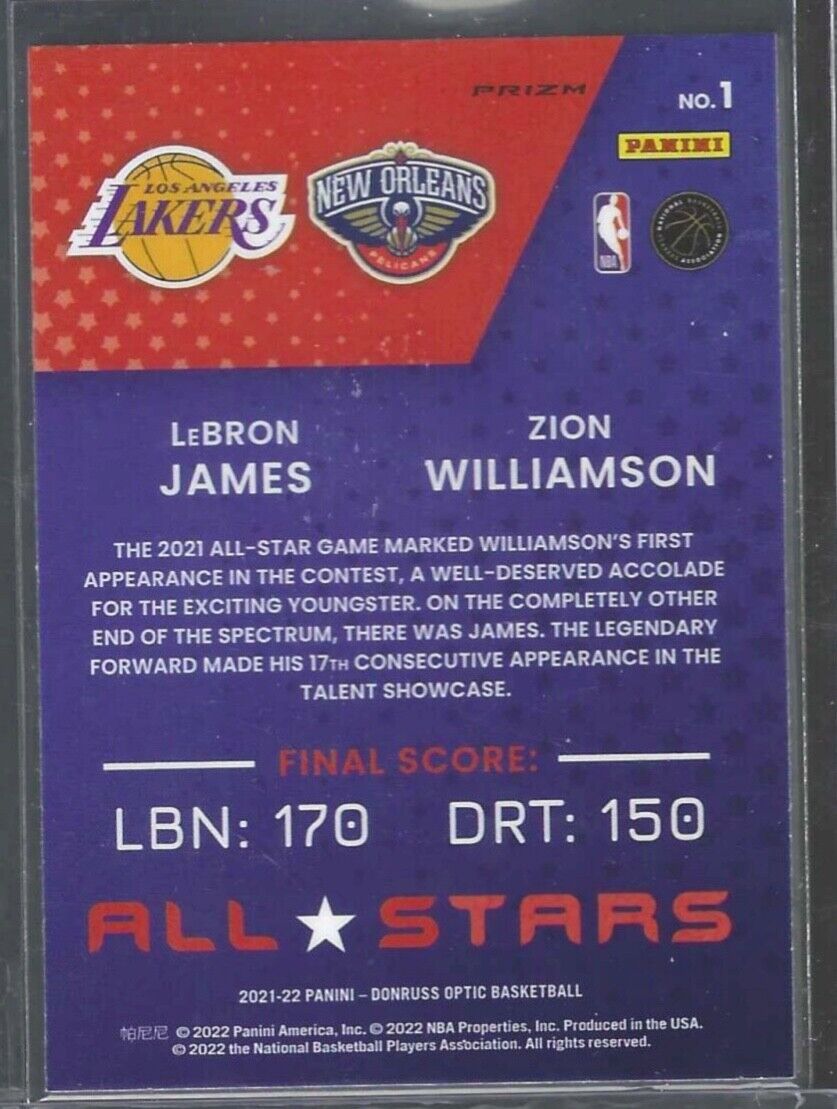 PRIZM
NO. 1
PANINI
LOS ANGELES
LAKERS
NEW ORLEANS
PELICANS
NBA
NATIONAL BASKETBALL
ASSOCIATION
LEBRON
JAMES
ZION
WILLIAMSON
THE 2021 ALL-STAR GAME MARKED WILLIAMSON'S FIRST
APPEARANCE IN THE CONTEST, A WELL-DESERVED ACCOLADE
FOR THE EXCITING YOUNGSTER. ON THE COMPLETELY OTHER
END OF THE SPECTRUM, THERE WAS JAMES. THE LEGENDARY
FORWARD MADE HIS 17TH CONSECUTIVE APPEARANCE IN THE
TALENT SHOWCASE.
FINAL SCORE:
LBN: 170 DRT: 150
ALL★STARS
2021-22 PANINI – DONRUSS OPTIC BASKETBALL
帕尼尼 © 2022 Panini America, Inc. © 2022 NBA Properties, Inc. Produced in the USA.
© 2022 the National Basketball Players Association. All rights reserved.